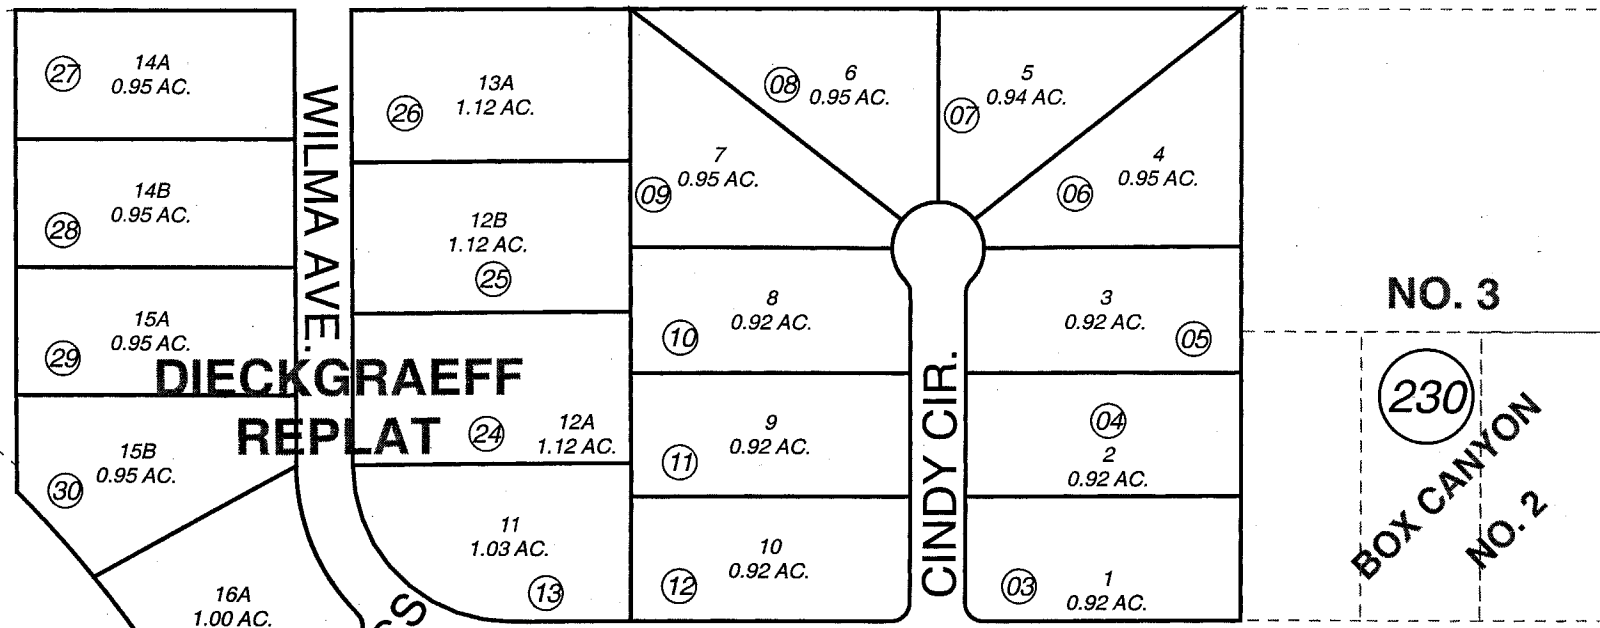 27
14A
0.95 AC.
28
14B
0.95 AC.
29
15A
0.95 AC.
30
15B
0.95 AC.
16A
1.00 AC.
WILMA AVE.
DIECKGRAEFF
REPLAT
26
13A
1.12 AC.
12B
1.12 AC.
25
24
12A
1.12 AC.
11
1.03 AC.
13
08
6
0.95 AC.
09
7
0.95 AC.
10
8
0.92 AC.
11
9
0.92 AC.
12
10
0.92 AC.
CINDY CIR.
07
5
0.94 AC.
06
4
0.95 AC.
3
0.92 AC.
05
04
2
0.92 AC.
03
1
0.92 AC.
NO. 3
230
BOX CANYON
NO. 2